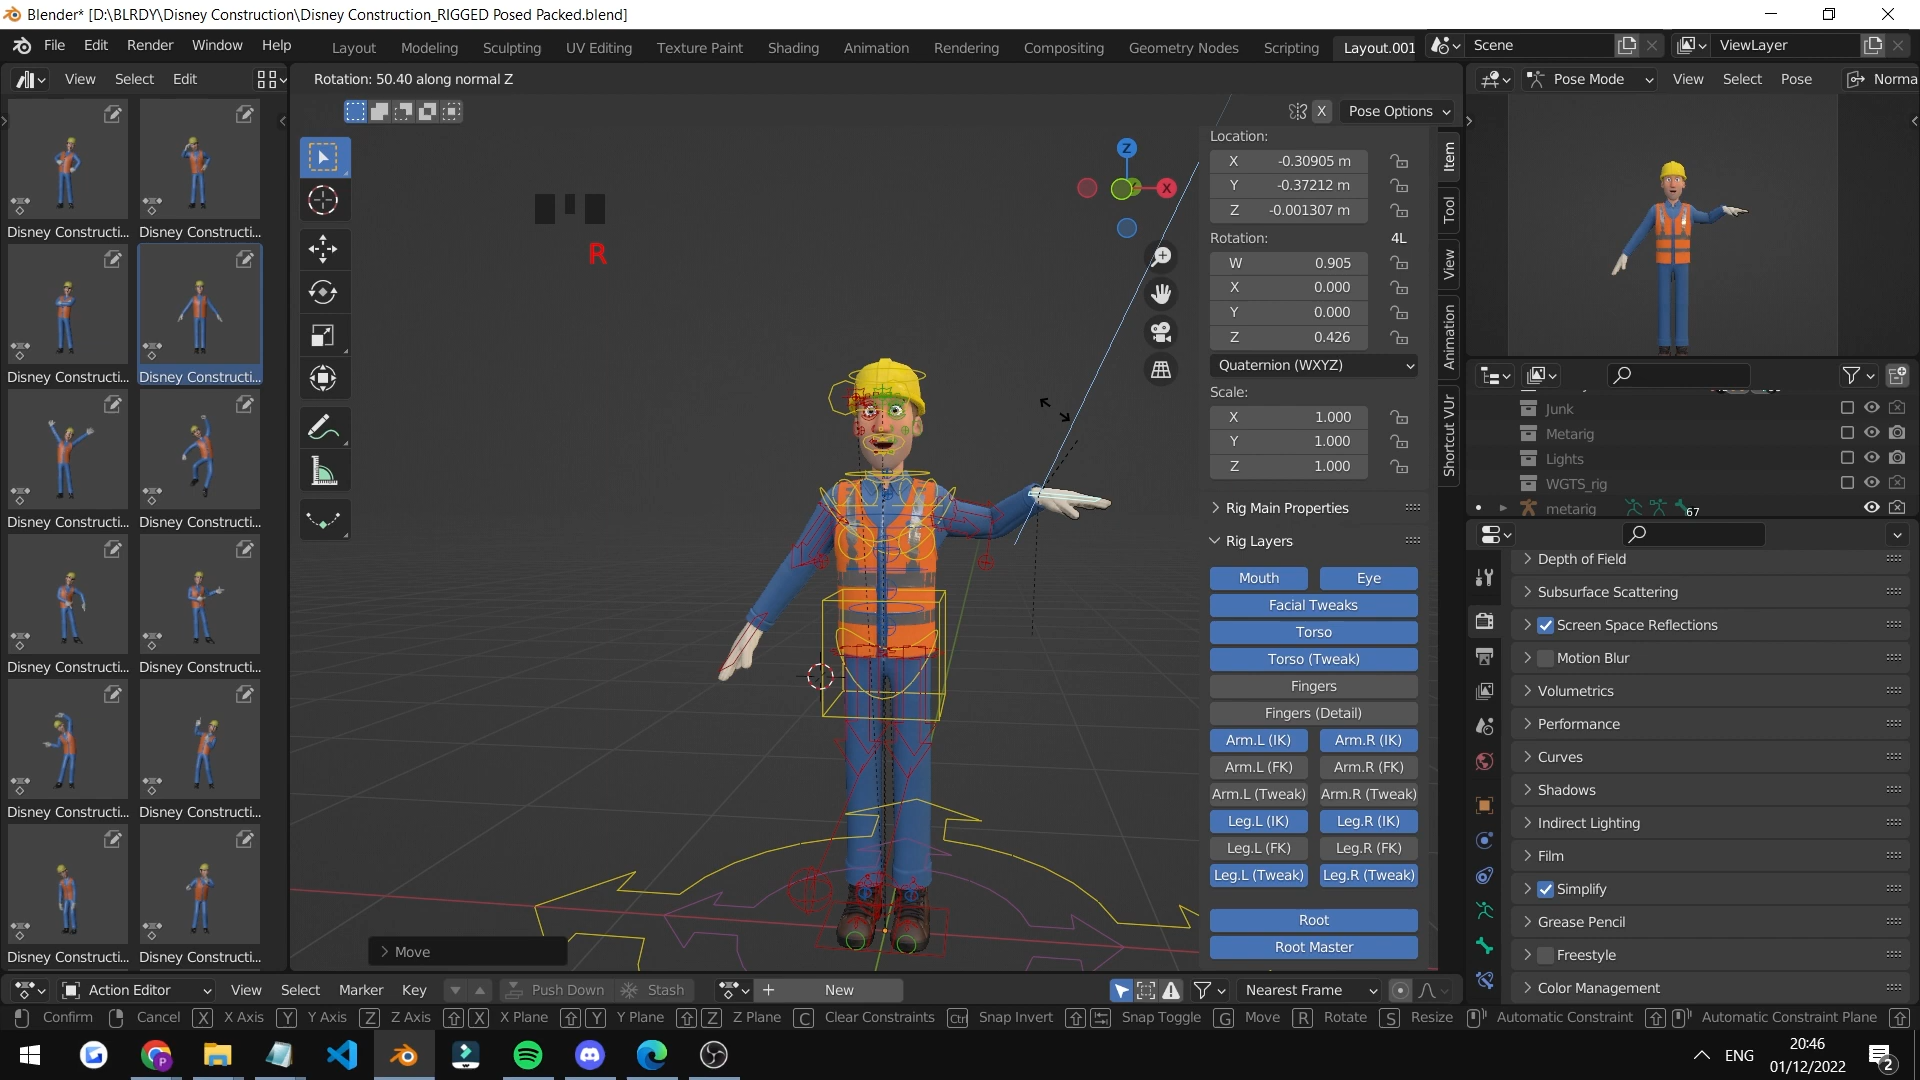 Blender* [D:\BLRDY\Disney Construction\Disney Construction_RIGGED Posed Packed.blend]
File Edit Render Window Help Layout Modeling Sculpting UV Editing Texture Paint Shading Animation Rendering Compositing Geometry Nodes Scripting Layout.001 Scene ViewLayer
View Select Edit Rotation: 50.40 along normal Z Pose Mode View Select Pose Norma
X Pose Options
Disney Constructi... Disney Constructi...
Disney Constructi... Disney Constructi...
Disney Constructi... Disney Constructi...
Disney Constructi... Disney Constructi...
Disney Constructi... Disney Constructi...
Disney Constructi... Disney Constructi...
R
Z
X
Location:
X -0.30905 m
Y -0.37212 m
Z -0.001307 m
Rotation: 4L
W 0.905
X 0.000
Y 0.000
Z 0.426
Quaternion (WXYZ)
Scale:
X 1.000
Y 1.000
Z 1.000
Rig Main Properties
Rig Layers
Mouth Eye
Facial Tweaks
Torso
Torso (Tweak)
Fingers
Fingers (Detail)
Arm.L (IK) Arm.R (IK)
Arm.L (FK) Arm.R (FK)
Arm.L (Tweak) Arm.R (Tweak)
Leg.L (IK) Leg.R (IK)
Leg.L (FK) Leg.R (FK)
Leg.L (Tweak) Leg.R (Tweak)
Root
Root Master
Item
Tool
View
Animation
Shortcut VUr
Junk
Metarig
Lights
WGTS_rig
metarig 67
Depth of Field
Subsurface Scattering
Screen Space Reflections
Motion Blur
Volumetrics
Performance
Curves
Shadows
Indirect Lighting
Film
Simplify
Grease Pencil
Freestyle
Color Management
Move
Action Editor View Select Marker Key Push Down Stash New Nearest Frame
Confirm Cancel X X Axis Y Y Axis Z Z Axis X X Plane Y Y Plane Z Z Plane C Clear Constraints Ctrl Snap Invert Snap Toggle G Move R Rotate S Resize Automatic Constraint Automatic Constraint Plane
P ENG 20:46
01/12/2022 2